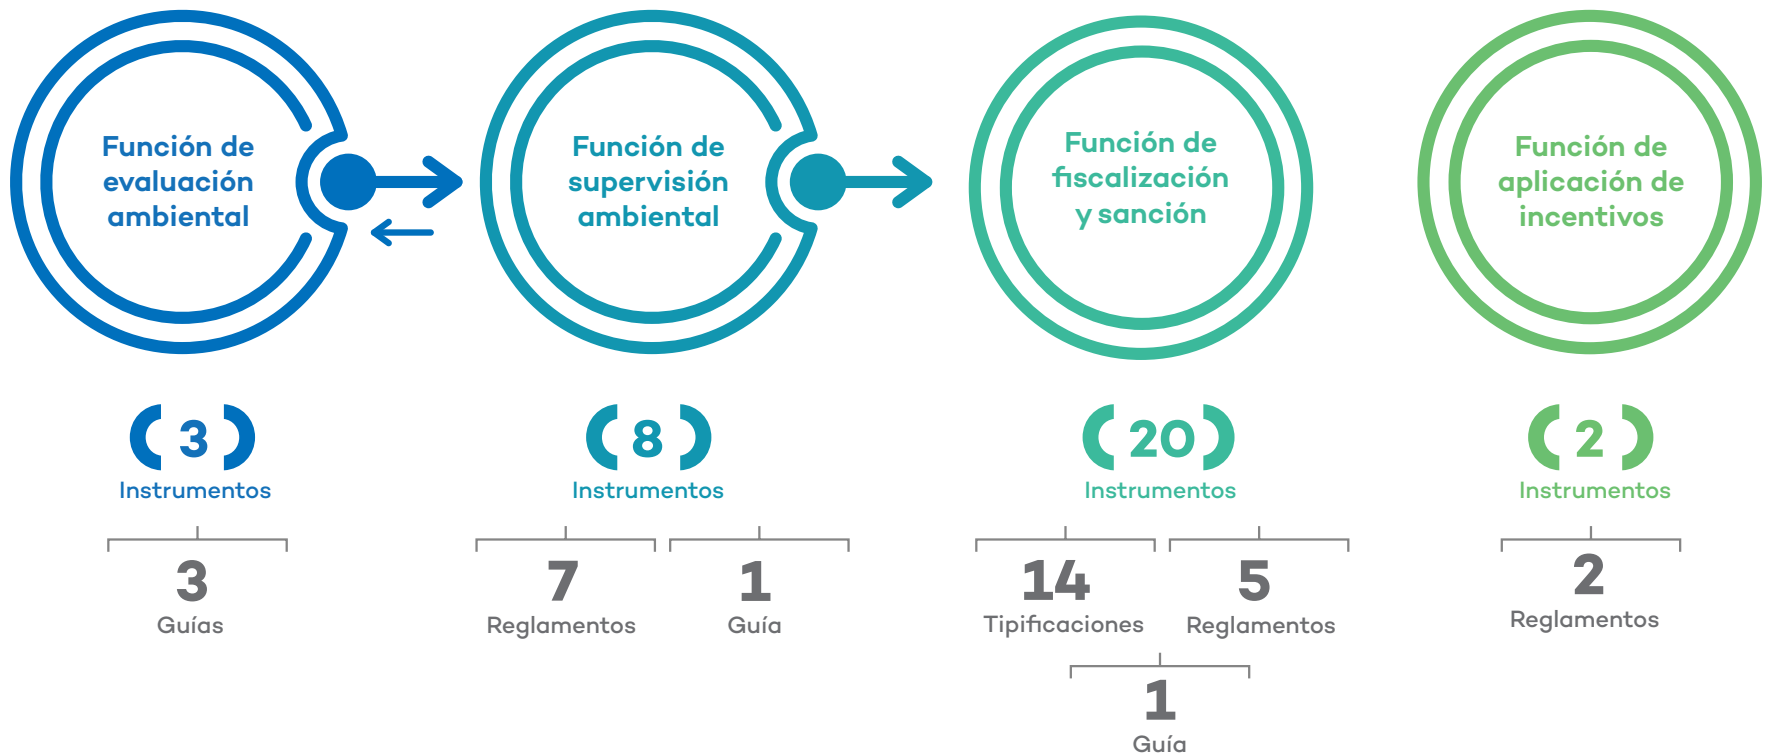 Función de
evaluación
ambiental
Función de
supervisión
ambiental
Función de
fiscalización
y sanción
Función de
aplicación de
incentivos
3
Instrumentos
8
Instrumentos
20
Instrumentos
2
Instrumentos
3
Guías
7
Reglamentos
1
Guía
14
Tipificaciones
5
Reglamentos
1
Guía
2
Reglamentos